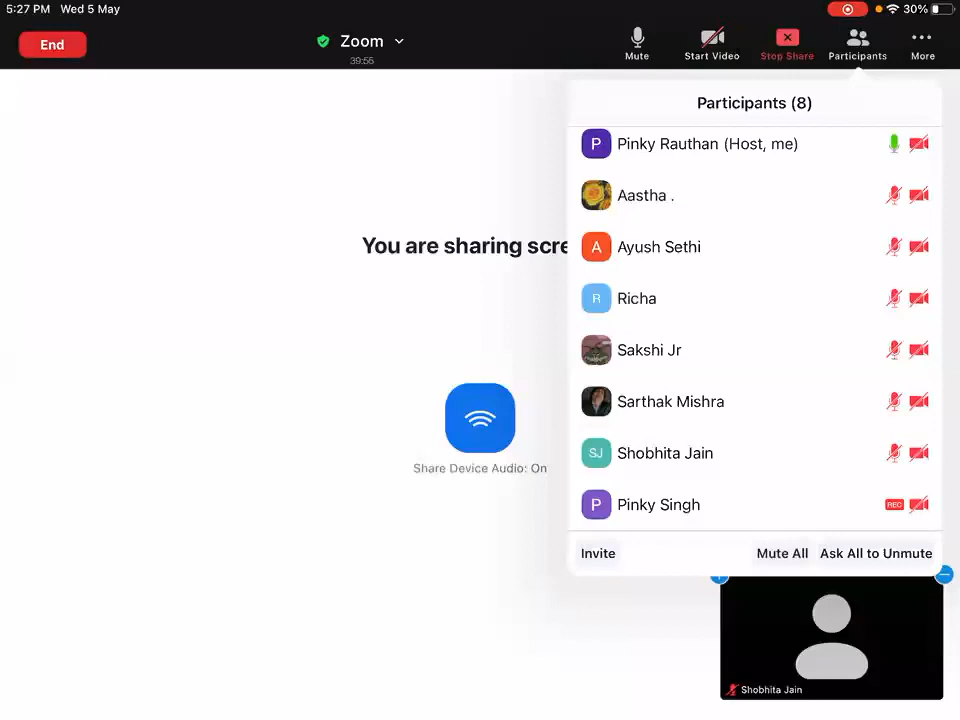 5:27 PM Wed 5 May
30%
End
Zoom
39:56
Mute
Start Video
Stop Share
Participants
More
Participants (8)
P Pinky Rauthan (Host, me)
Aastha .
You are sharing scre
A Ayush Sethi
R Richa
Sakshi Jr
Sarthak Mishra
SJ Shobhita Jain
Share Device Audio: On
P Pinky Singh
REC
Invite
Mute All
Ask All to Unmute
Shobhita Jain